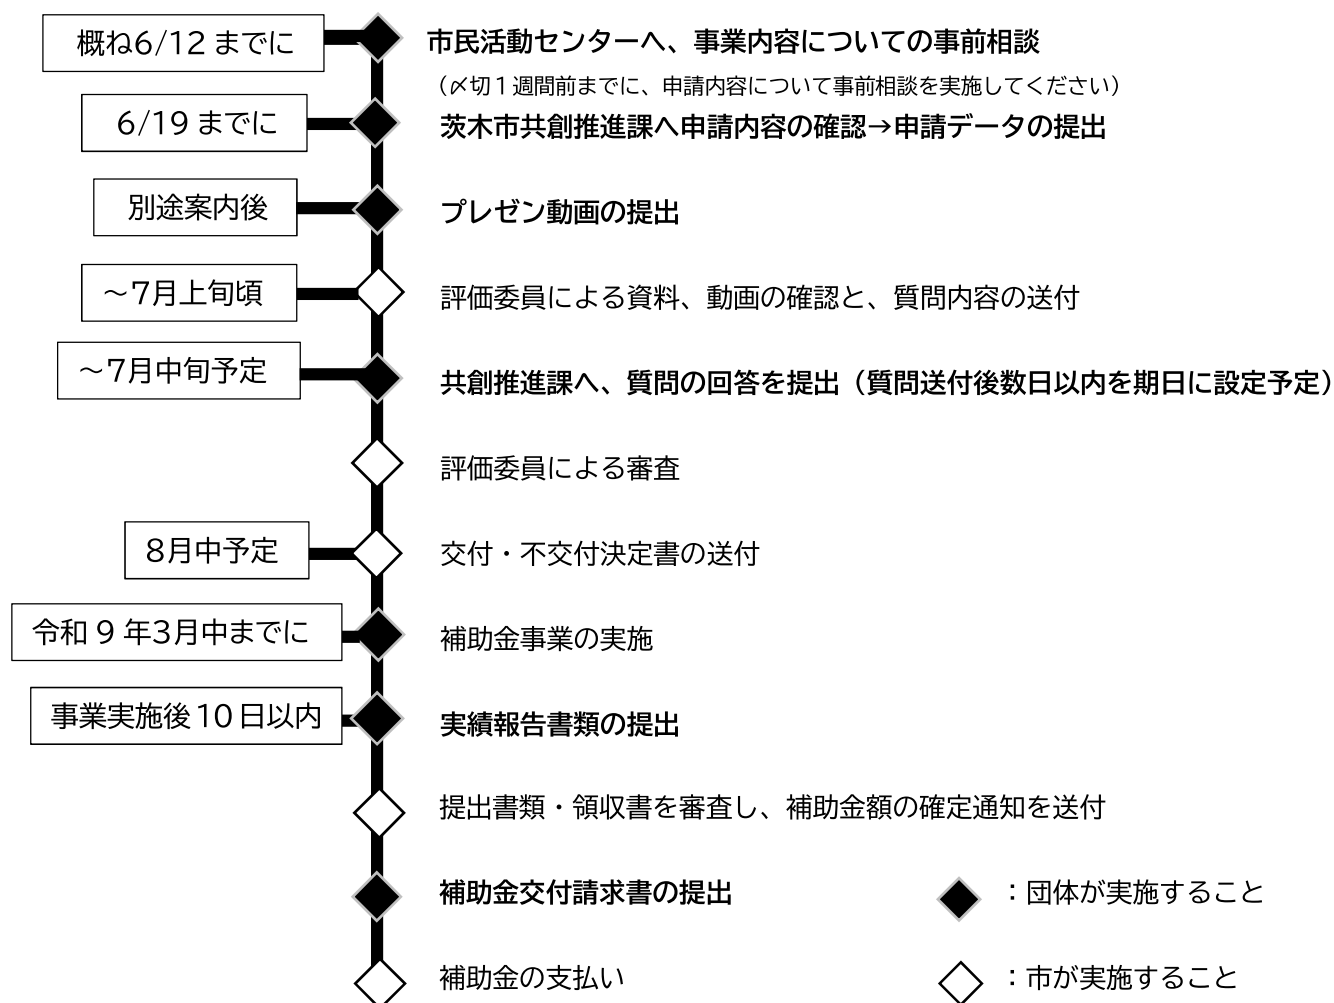 概ね6/12 までに
市民活動センターへ、事業内容についての事前相談
（〆切１週間前までに、申請内容について事前相談を実施してください）
6/19 までに
茨木市共創推進課へ申請内容の確認→申請データの提出
別途案内後
プレゼン動画の提出
～7月上旬頃
評価委員による資料、動画の確認と、質問内容の送付
～7月中旬予定
共創推進課へ、質問の回答を提出（質問送付後数日以内を期日に設定予定）
評価委員による審査
8月中予定
交付・不交付決定書の送付
令和 9 年3月中までに
補助金事業の実施
事業実施後 10 日以内
実績報告書類の提出
提出書類・領収書を審査し、補助金額の確定通知を送付
補助金交付請求書の提出
：団体が実施すること
補助金の支払い
：市が実施すること